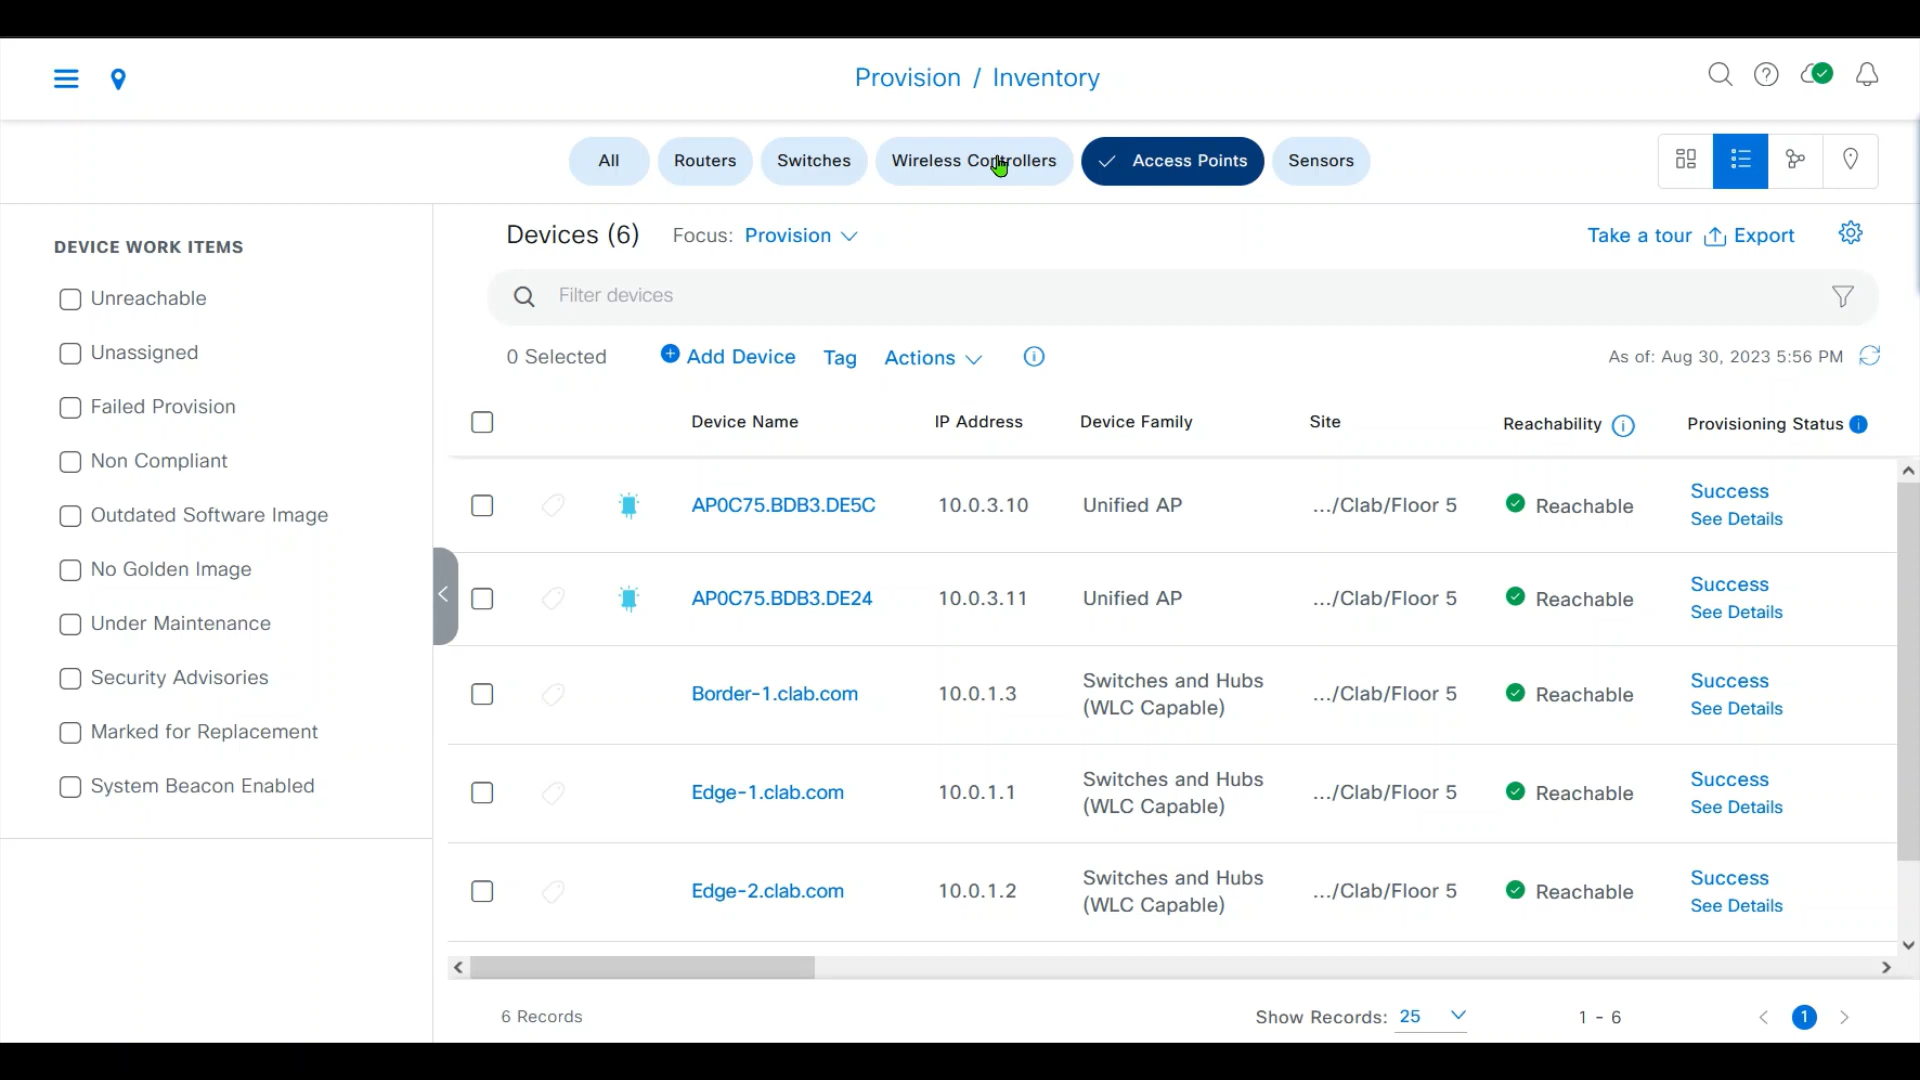 Provision / Inventory
All
Routers
Switches
Wireless Controllers
Access Points
Sensors
DEVICE WORK ITEMS
Unreachable
Unassigned
Failed Provision
Non Compliant
Outdated Software Image
No Golden Image
Under Maintenance
Security Advisories
Marked for Replacement
System Beacon Enabled
Devices (6) Focus: Provision
Take a tour Export
Filter devices
0 Selected Add Device Tag Actions
As of: Aug 30, 2023 5:56 PM
Device Name IP Address Device Family Site Reachability Provisioning Status
AP0C75.BDB3.DE5C 10.0.3.10 Unified AP .../Clab/Floor 5 Reachable Success
See Details
AP0C75.BDB3.DE24 10.0.3.11 Unified AP .../Clab/Floor 5 Reachable Success
See Details
Border-1.clab.com 10.0.1.3 Switches and Hubs
(WLC Capable) .../Clab/Floor 5 Reachable Success
See Details
Edge-1.clab.com 10.0.1.1 Switches and Hubs
(WLC Capable) .../Clab/Floor 5 Reachable Success
See Details
Edge-2.clab.com 10.0.1.2 Switches and Hubs
(WLC Capable) .../Clab/Floor 5 Reachable Success
See Details
6 Records
Show Records: 25
1 - 6
1